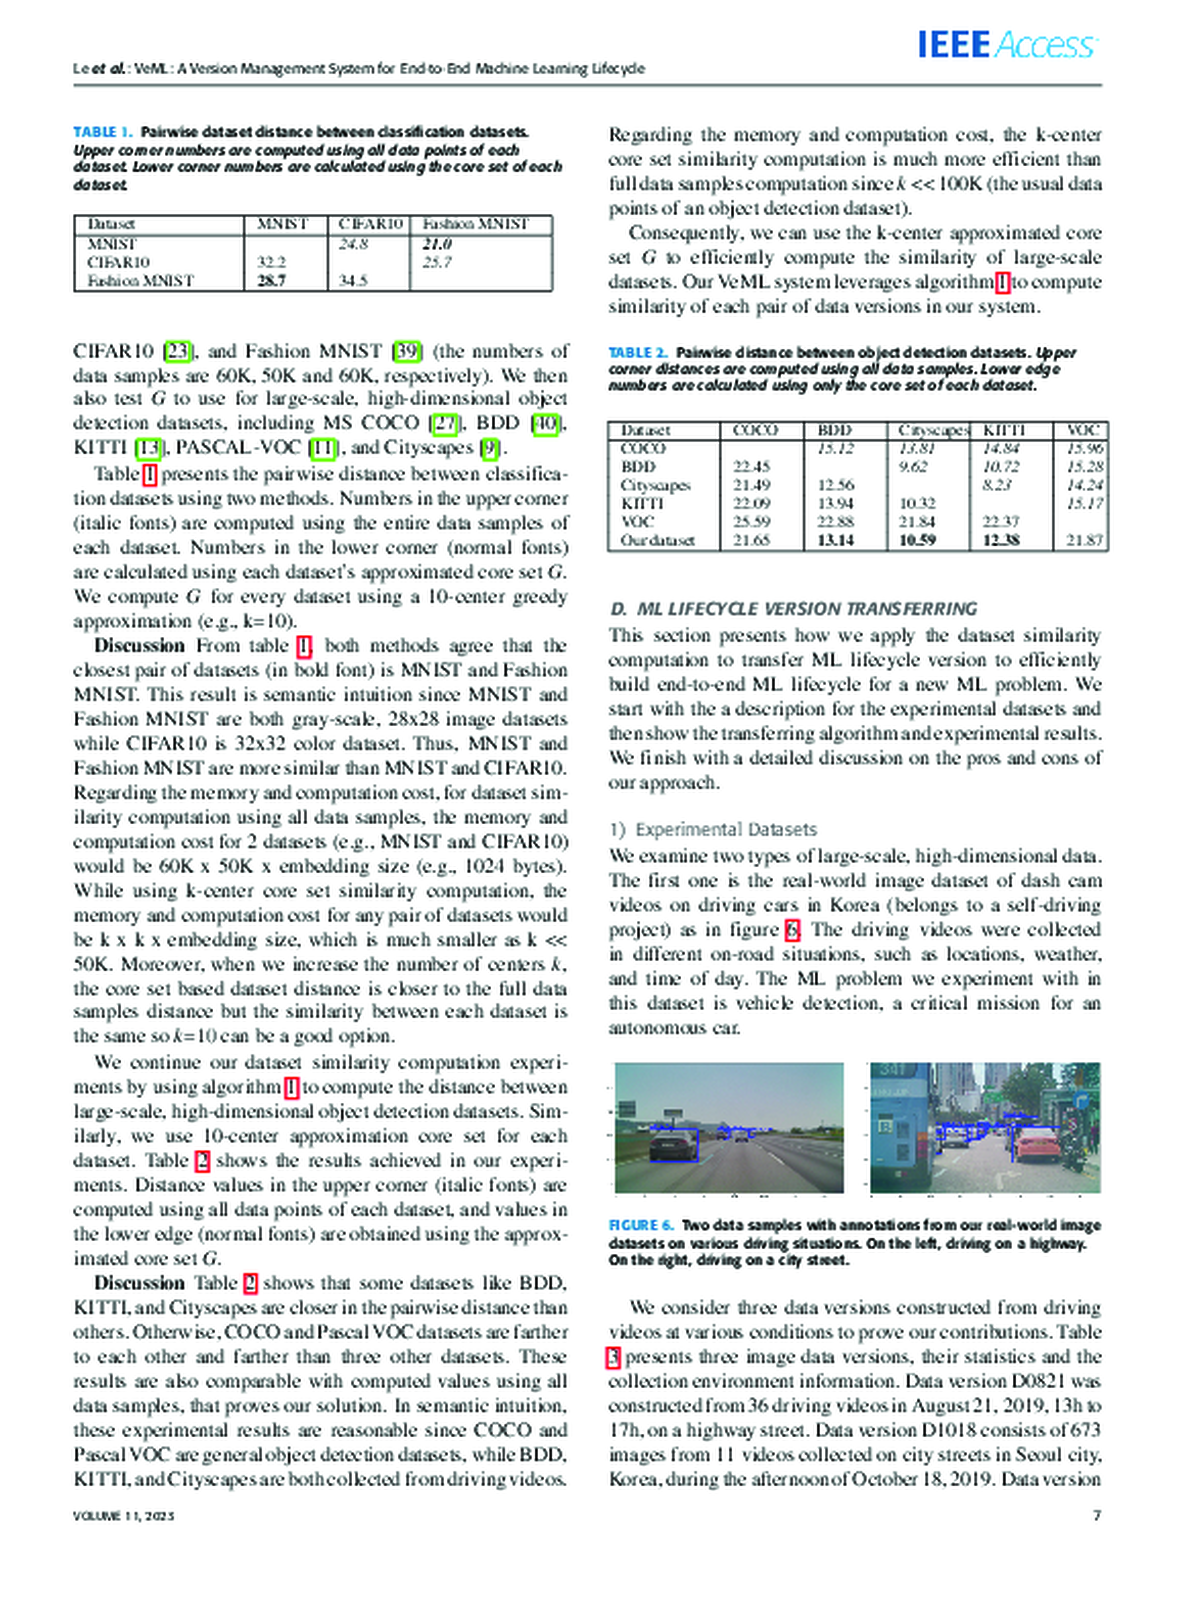 IEEE Access
Le et al.: VeML: A Version Management System for End-to-End Machine Learning Lifecycle
TABLE 1. Pairwise dataset distance between classification datasets.
Upper corner numbers are computed using all data points of each
dataset. Lower corner numbers are calculated using the core set of each
dataset.
Dataset MNIST CIFAR10 Fashion MNIST
MNIST 24.8 21.0
CIFAR10 32.2 25.7
Fashion MNIST 28.7 34.5
CIFAR10 [23], and Fashion MNIST [39] (the numbers of
data samples are 60K, 50K and 60K, respectively). We then
also test G to use for large-scale, high-dimensional object
detection datasets, including MS COCO [27], BDD [40],
KITTI [13], PASCAL-VOC [11], and Cityscapes [9].
Table 1 presents the pairwise distance between classifica-
tion datasets using two methods. Numbers in the upper corner
(italic fonts) are computed using the entire data samples of
each dataset. Numbers in the lower corner (normal fonts)
are calculated using each dataset's approximated core set G.
We compute G for every dataset using a 10-center greedy
approximation (e.g., k=10).
Discussion From table 1, both methods agree that the
closest pair of datasets (in bold font) is MNIST and Fashion
MNIST. This result is semantic intuition since MNIST and
Fashion MNIST are both gray-scale, 28x28 image datasets
while CIFAR10 is 32x32 color dataset. Thus, MNIST and
Fashion MNIST are more similar than MNIST and CIFAR10.
Regarding the memory and computation cost, for dataset sim-
ilarity computation using all data samples, the memory and
computation cost for 2 datasets (e.g., MNIST and CIFAR10)
would be 60K x 50K x embedding size (e.g., 1024 bytes).
While using k-center core set similarity computation, the
memory and computation cost for any pair of datasets would
be k x k x embedding size, which is much smaller as k <<
50K. Moreover, when we increase the number of centers k,
the core set based dataset distance is closer to the full data
samples distance but the similarity between each dataset is
the same so k=10 can be a good option.
We continue our dataset similarity computation experi-
ments by using algorithm 1 to compute the distance between
large-scale, high-dimensional object detection datasets. Sim-
ilarly, we use 10-center approximation core set for each
dataset. Table 2 shows the results achieved in our experi-
ments. Distance values in the upper corner (italic fonts) are
computed using all data points of each dataset, and values in
the lower edge (normal fonts) are obtained using the approx-
imated core set G.
Discussion Table 2 shows that some datasets like BDD,
KITTI, and Cityscapes are closer in the pairwise distance than
others. Otherwise, COCO and Pascal VOC datasets are farther
to each other and farther than three other datasets. These
results are also comparable with computed values using all
data samples, that proves our solution. In semantic intuition,
these experimental results are reasonable since COCO and
Pascal VOC are general object detection datasets, while BDD,
KITTI, and Cityscapes are both collected from driving videos.
Regarding the memory and computation cost, the k-center
core set similarity computation is much more efficient than
full data samples computation since k << 100K (the usual data
points of an object detection dataset).
Consequently, we can use the k-center approximated core
set G to efficiently compute the similarity of large-scale
datasets. Our VeML system leverages algorithm 1 to compute
similarity of each pair of data versions in our system.
TABLE 2. Pairwise distance between object detection datasets. Upper
corner distances are computed using all data samples. Lower edge
numbers are calculated using only the core set of each dataset.
Dataset COCO BDD Cityscapes KITTI VOC
COCO 15.12 13.81 14.84 15.96
BDD 22.45 9.62 10.72 15.28
Cityscapes 21.49 12.56 8.23 14.24
KITTI 22.09 13.94 10.32 15.17
VOC 25.59 22.88 21.84 22.37
Our dataset 21.65 13.14 10.59 12.38 21.87
D. ML LIFECYCLE VERSION TRANSFERRING
This section presents how we apply the dataset similarity
computation to transfer ML lifecycle version to efficiently
build end-to-end ML lifecycle for a new ML problem. We
start with the a description for the experimental datasets and
then show the transferring algorithm and experimental results.
We finish with a detailed discussion on the pros and cons of
our approach.
1) Experimental Datasets
We examine two types of large-scale, high-dimensional data.
The first one is the real-world image dataset of dash cam
videos on driving cars in Korea (belongs to a self-driving
project) as in figure 6. The driving videos were collected
in different on-road situations, such as locations, weather,
and time of day. The ML problem we experiment with in
this dataset is vehicle detection, a critical mission for an
autonomous car.
341
FIGURE 6. Two data samples with annotations from our real-world image
datasets on various driving situations. On the left, driving on a highway.
On the right, driving on a city street.
We consider three data versions constructed from driving
videos at various conditions to prove our contributions. Table
3 presents three image data versions, their statistics and the
collection environment information. Data version D0821 was
constructed from 36 driving videos in August 21, 2019, 13h to
17h, on a highway street. Data version D1018 consists of 673
images from 11 videos collected on city streets in Seoul city,
Korea, during the afternoon of October 18, 2019. Data version
VOLUME 11, 2023
7